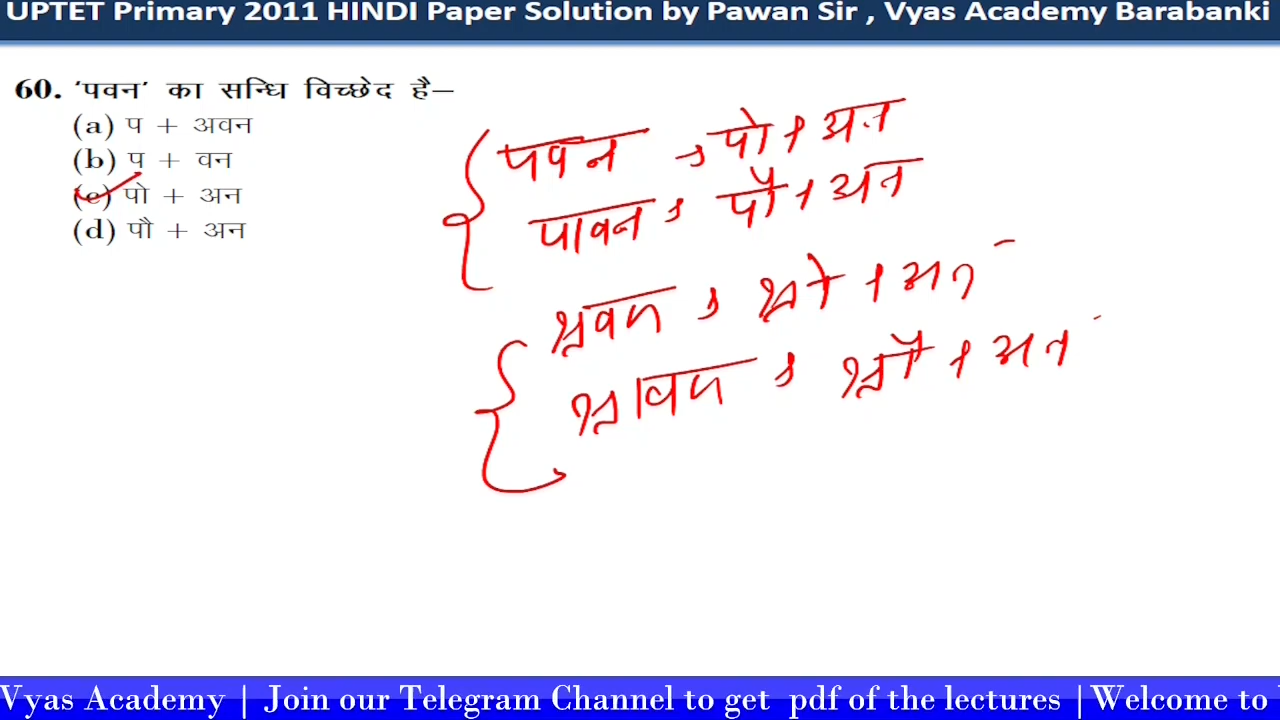 UPTET Primary 2011 HINDI Paper Solution by Pawan Sir , Vyas Academy Barabanki
60. ‘पवन’ का सन्धि विच्छेद है–
(a) प + अवन
(b) प + वन
(c) पो + अन
(d) पौ + अन
पवन → पो + अन
पावन → पौ + अन
श्रवण → श्रो + अन
श्रावण → श्रौ + अन
Vyas Academy | Join our Telegram Channel to get pdf of the lectures | Welcome to